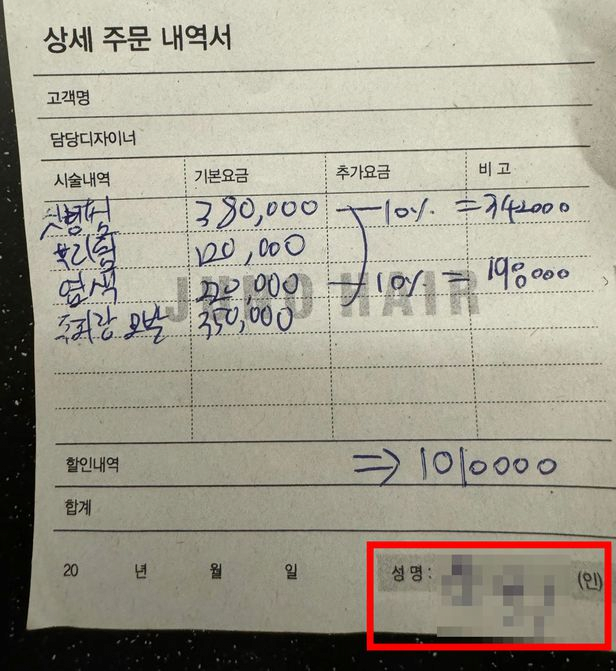 상세 주문 내역서
고객명
담당디자이너
시술내역 기본요금 추가요금 비고
380,000 10% =342000
120,000
염색 220,000 10% = 198000
350,000
JUNO HAIR
할인내역 ⇒ 1010000
합계
20 년 월 일 성명: (인)